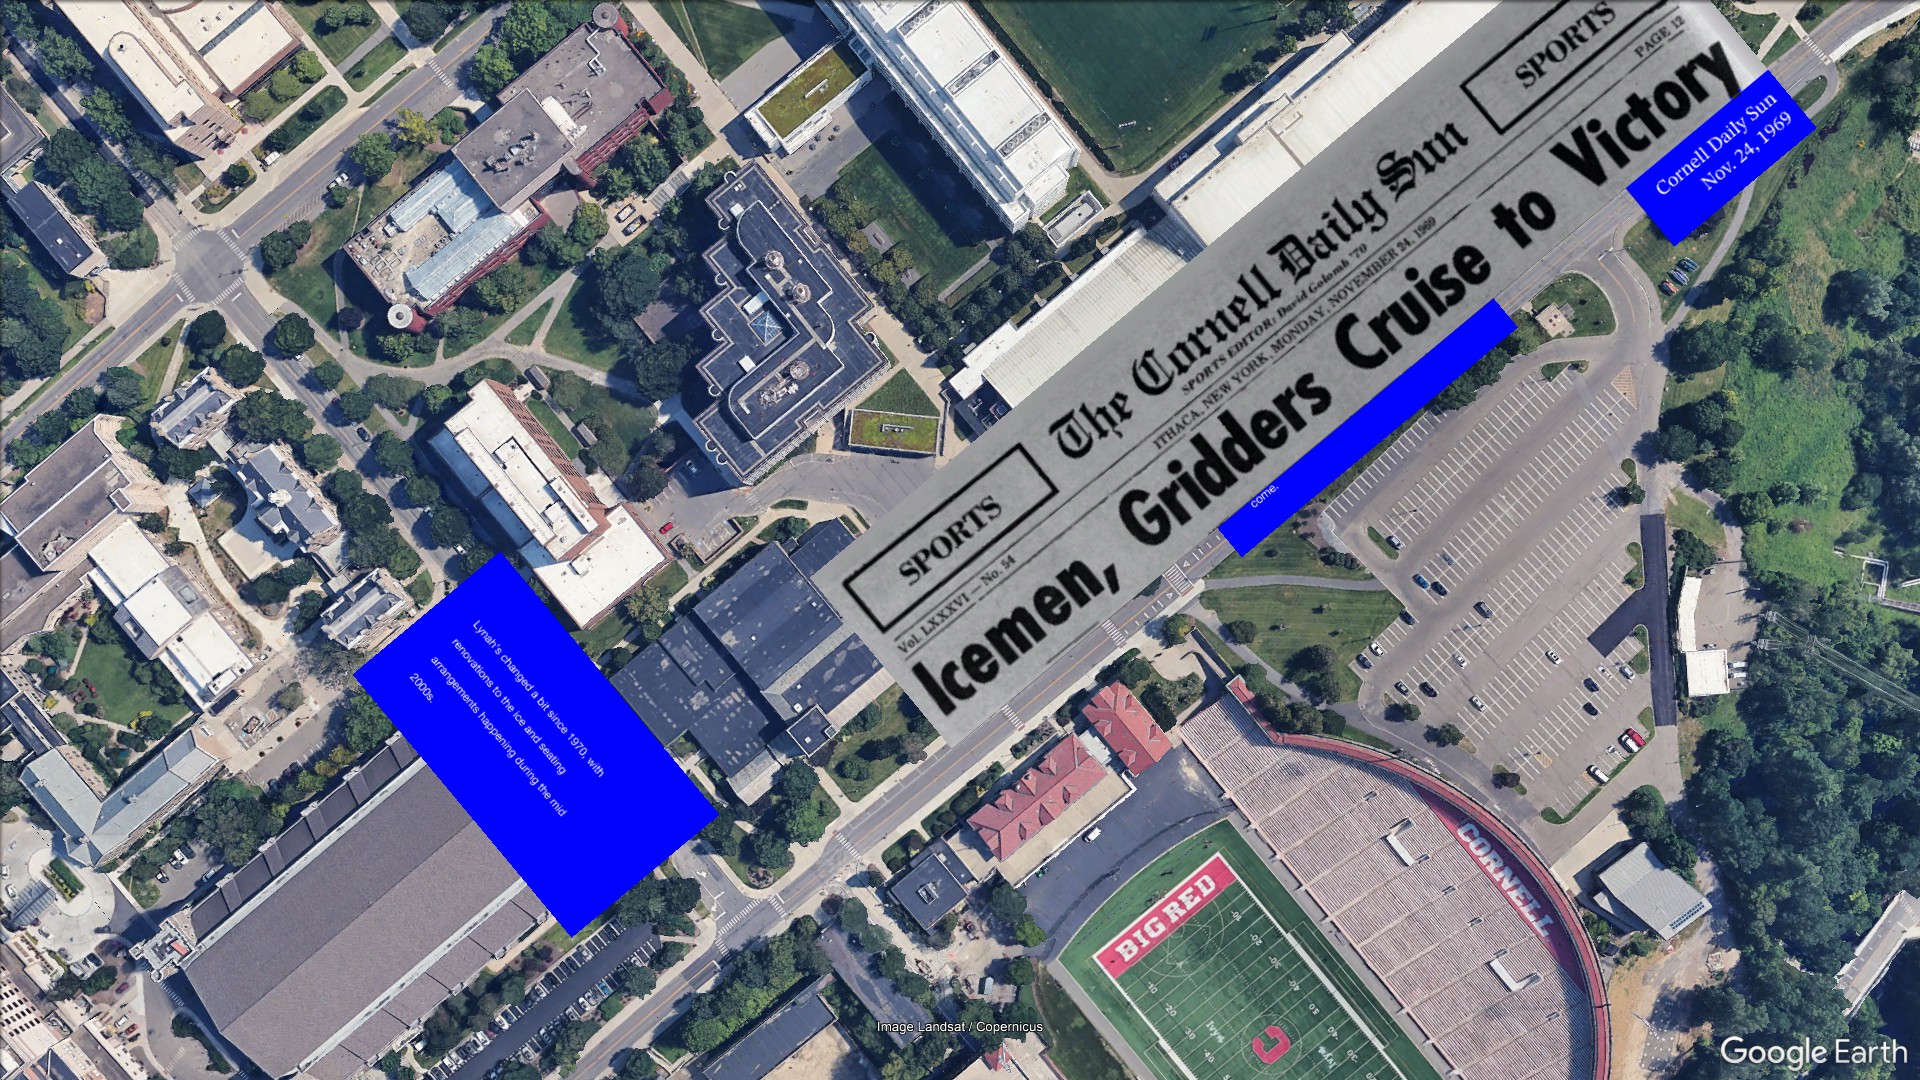 SPORTS
The Cornell Daily Sun
SPORTS
PAGE 12
SPORTS EDITOR: David Golomb '70
Vol. LXXXVI — No. 54
ITHACA, NEW YORK, MONDAY, NOVEMBER 24, 1969
Icemen, Gridders Cruise to Victory
Cornell Daily Sun
Nov. 24, 1969
come.
Lynah's changed a bit since 1970, with
renovations to the ice and seating
arrangements happening during the mid
2000s.
BIG RED
CORNELL
C
Ivy
Ivy
Image Landsat / Copernicus
Google Earth